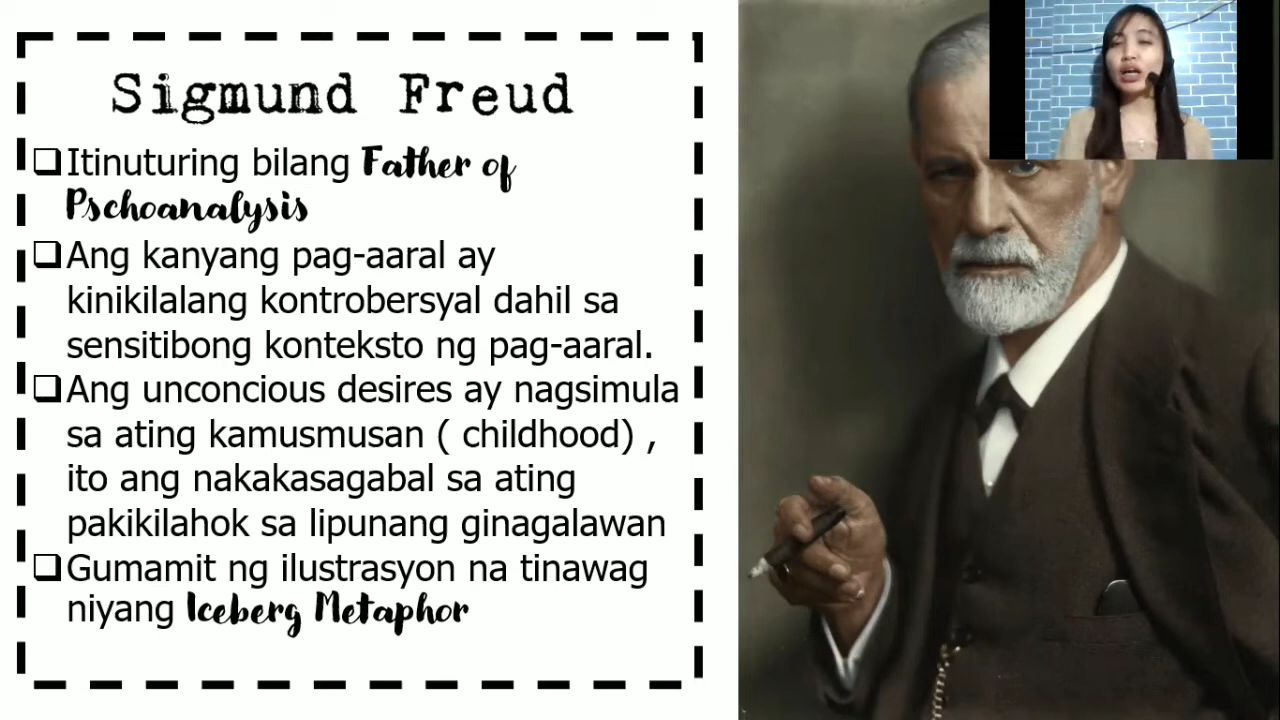 Sigmund Freud
❑Itinuturing bilang Father of
Pschoanalysis
❑Ang kanyang pag-aaral ay
kinikilalang kontrobersyal dahil sa
sensitibong konteksto ng pag-aaral.
❑Ang unconcious desires ay nagsimula
sa ating kamusmusan ( childhood) ,
ito ang nakakasagabal sa ating
pakikilahok sa lipunang ginagalawan
❑Gumamit ng ilustrasyon na tinawag
niyang Iceberg Metaphor